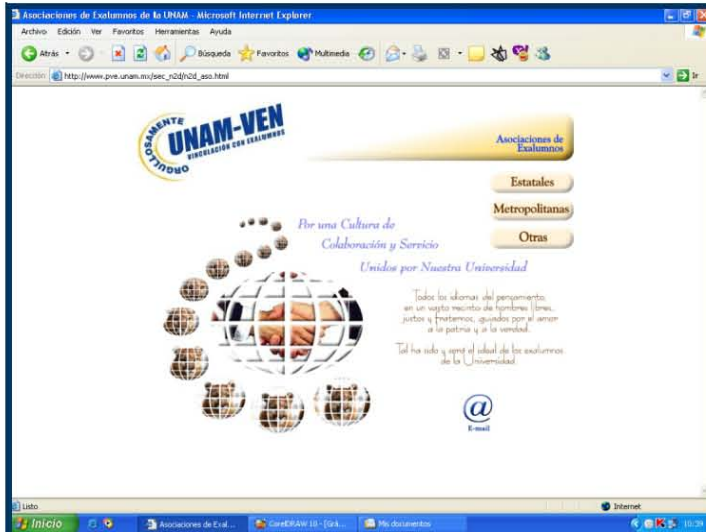 Asociaciones de Exalumnos de la UNAM - Microsoft Internet Explorer
Archivo Edición Ver Favoritos Herramientas Ayuda
Atrás Búsqueda Favoritos Multimedia
Dirección http://www.pve.unam.mx/sec_n2d/n2d_aso.html Ir
ORGULLOSAMENTE
UNAM-VEN
VINCULACIÓN CON EXALUMNOS
Asociaciones de
Exalumnos
Estatales
Metropolitanas
Otras
Por una Cultura de
Colaboración y Servicio
Unidos por Nuestra Universidad
Todos los idiomas del pensamiento,
en un vasto recinto de hombres libres,
justos y fraternos, guiados por el amor
a la patria y a la verdad.
Tal ha sido y será el ideal de los exalumnos
de la Universidad.
@
E-mail
Listo Internet
Inicio Asociaciones de Exal... CorelDRAW 10 - [Grá... Mis documentos 10:39